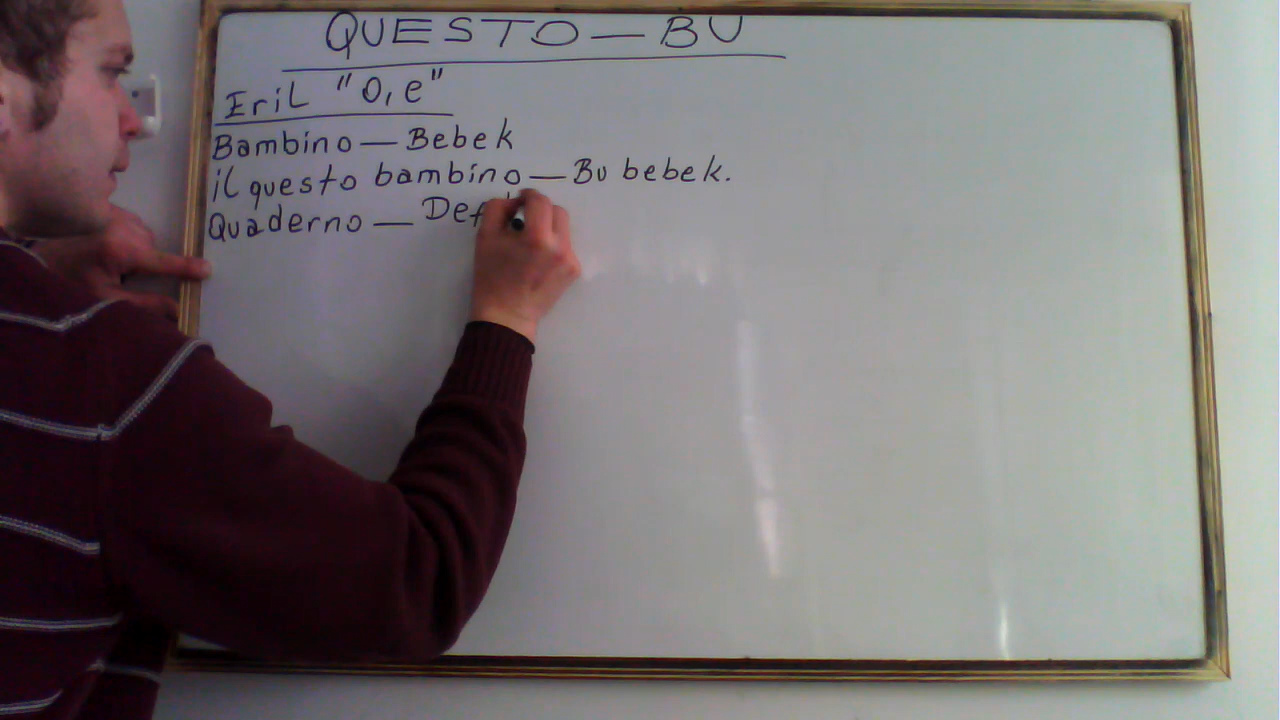 QUESTO — BU
Eril "O, e"
Bambino — Bebek
il questo bambino — Bu bebek.
Quaderno — Def